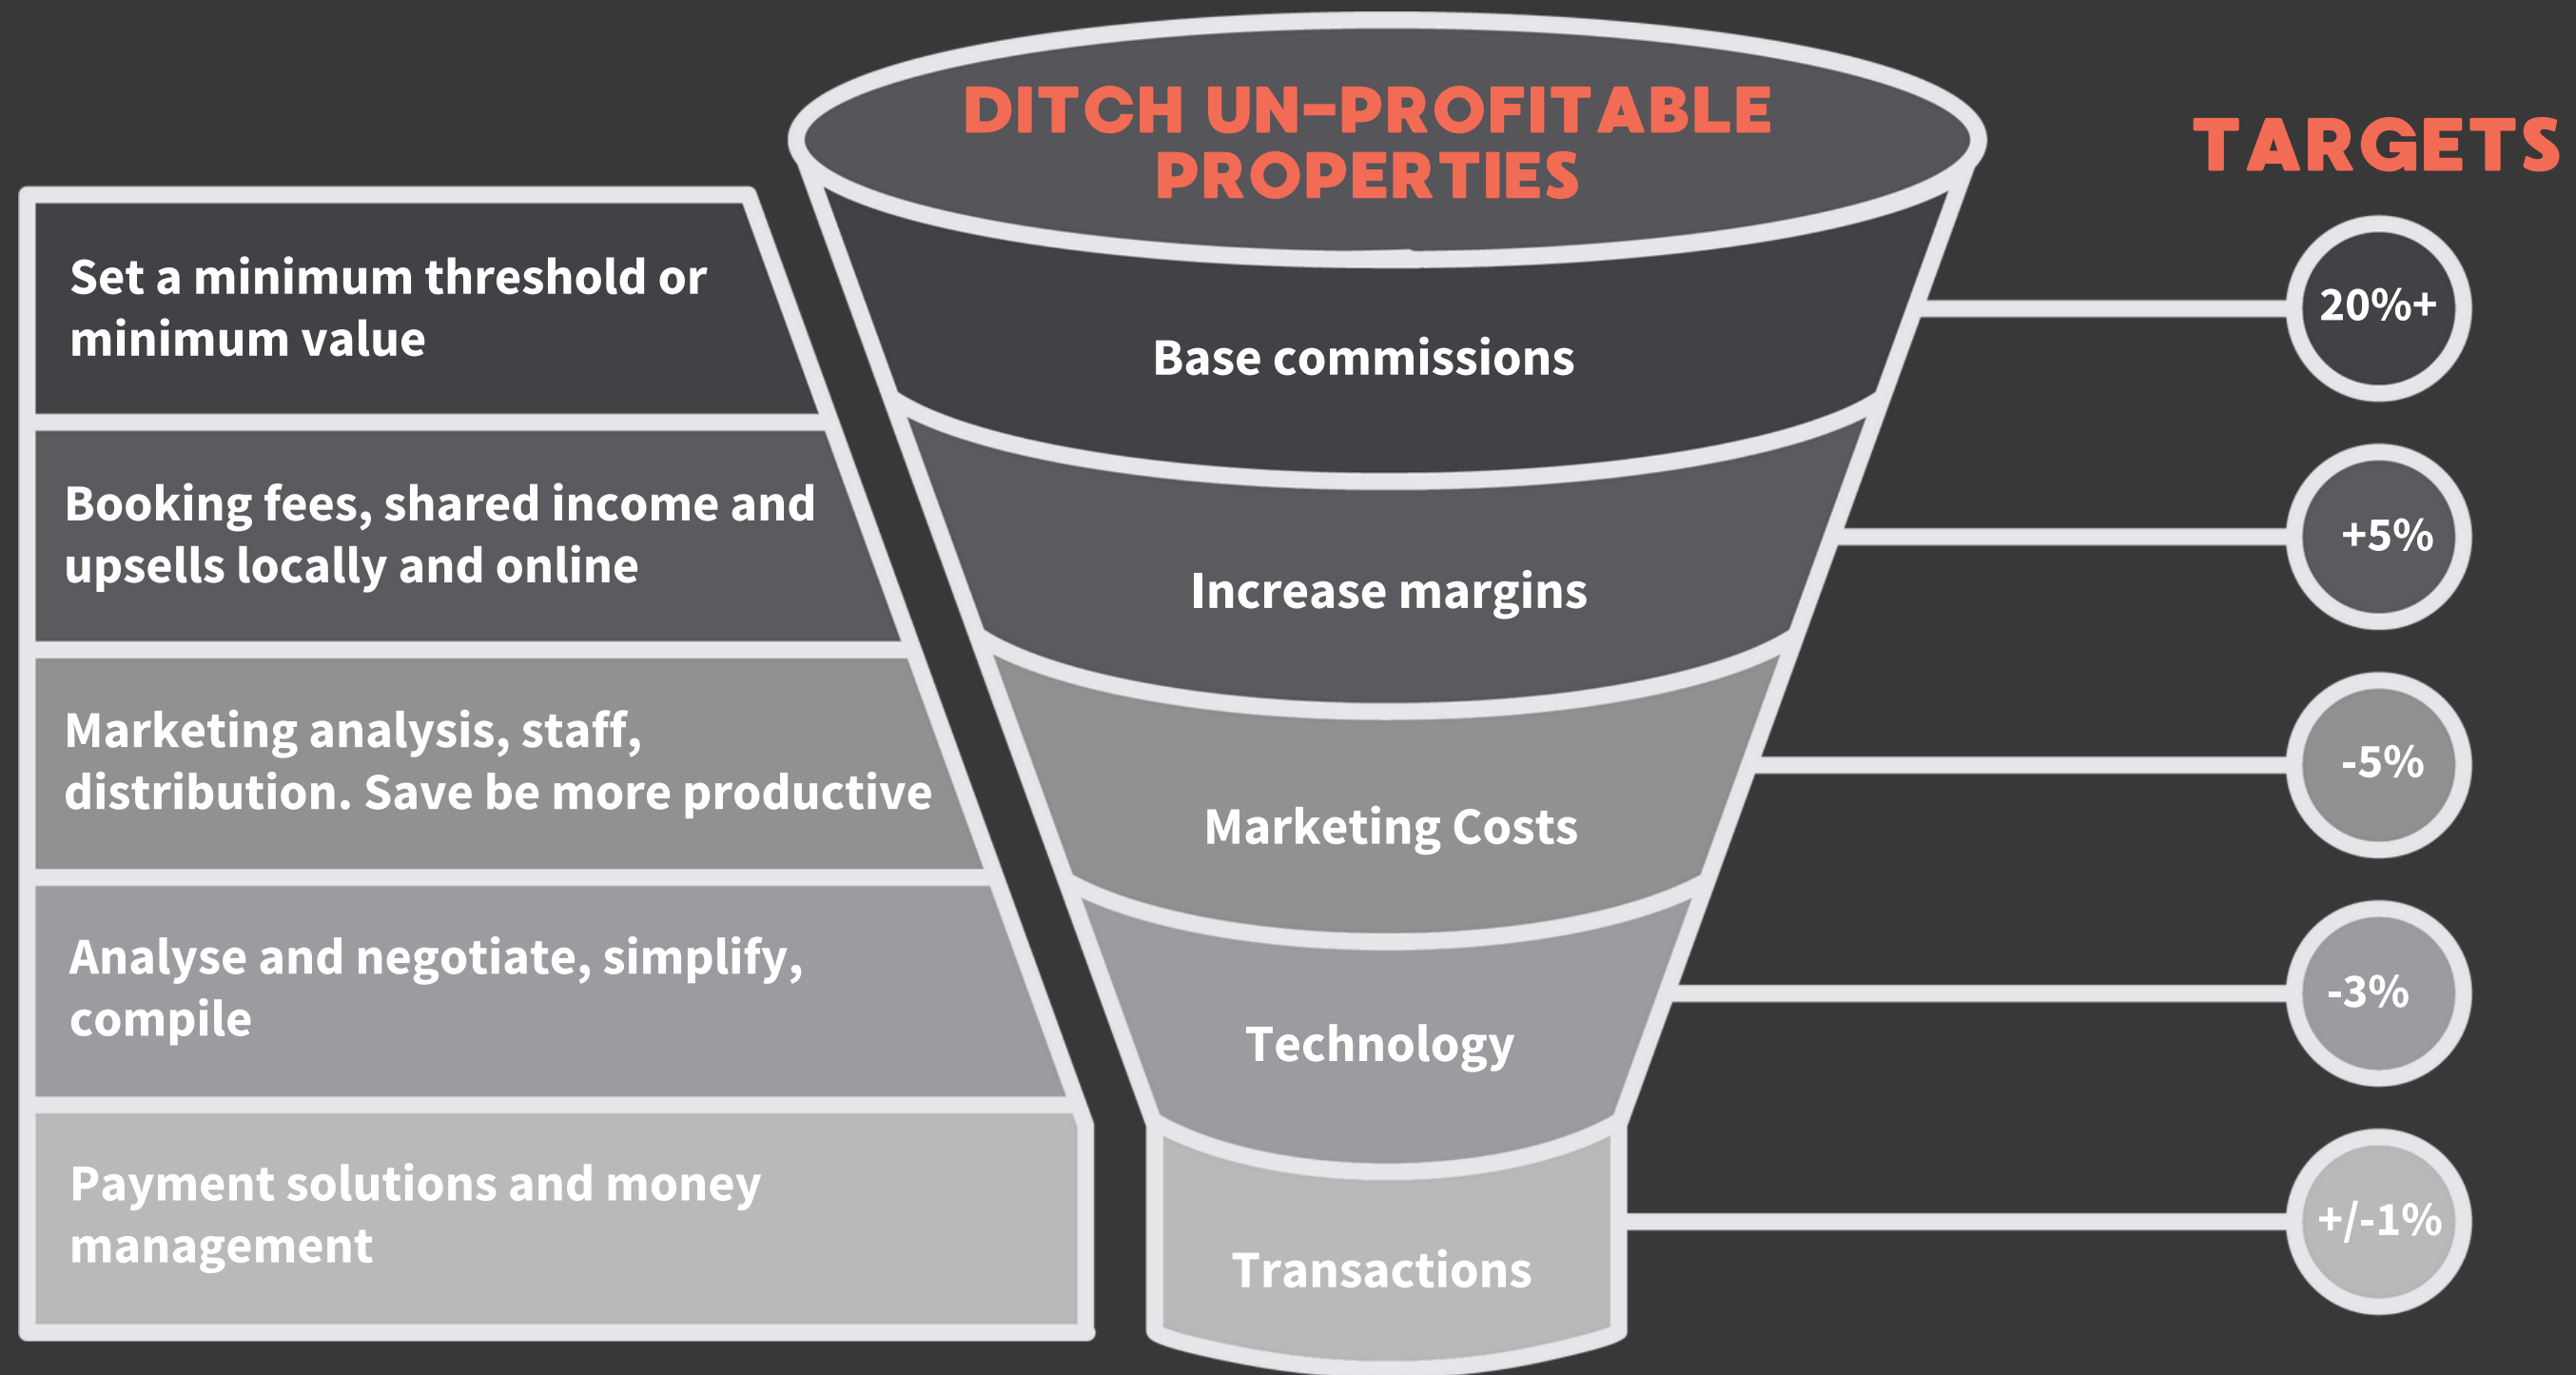 DITCH UN-PROFITABLE
PROPERTIES
TARGETS
Set a minimum threshold or
minimum value
Base commissions
20%+
Booking fees, shared income and
upsells locally and online
Increase margins
+5%
Marketing analysis, staff,
distribution. Save be more productive
Marketing Costs
-5%
Analyse and negotiate, simplify,
compile
Technology
-3%
Payment solutions and money
management
Transactions
+/-1%